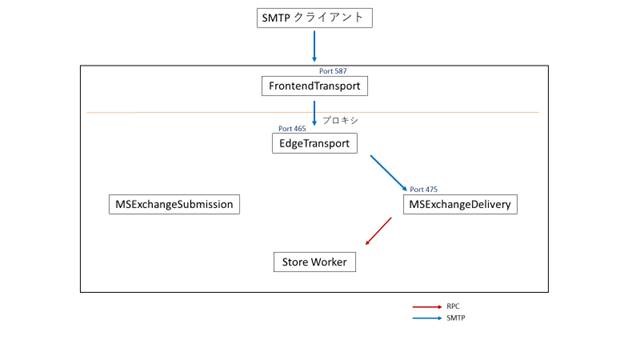 SMTP クライアント
Port 587
FrontendTransport
プロキシ
Port 465
EdgeTransport
Port 475
MSExchangeSubmission
MSExchangeDelivery
Store Worker
RPC
SMTP